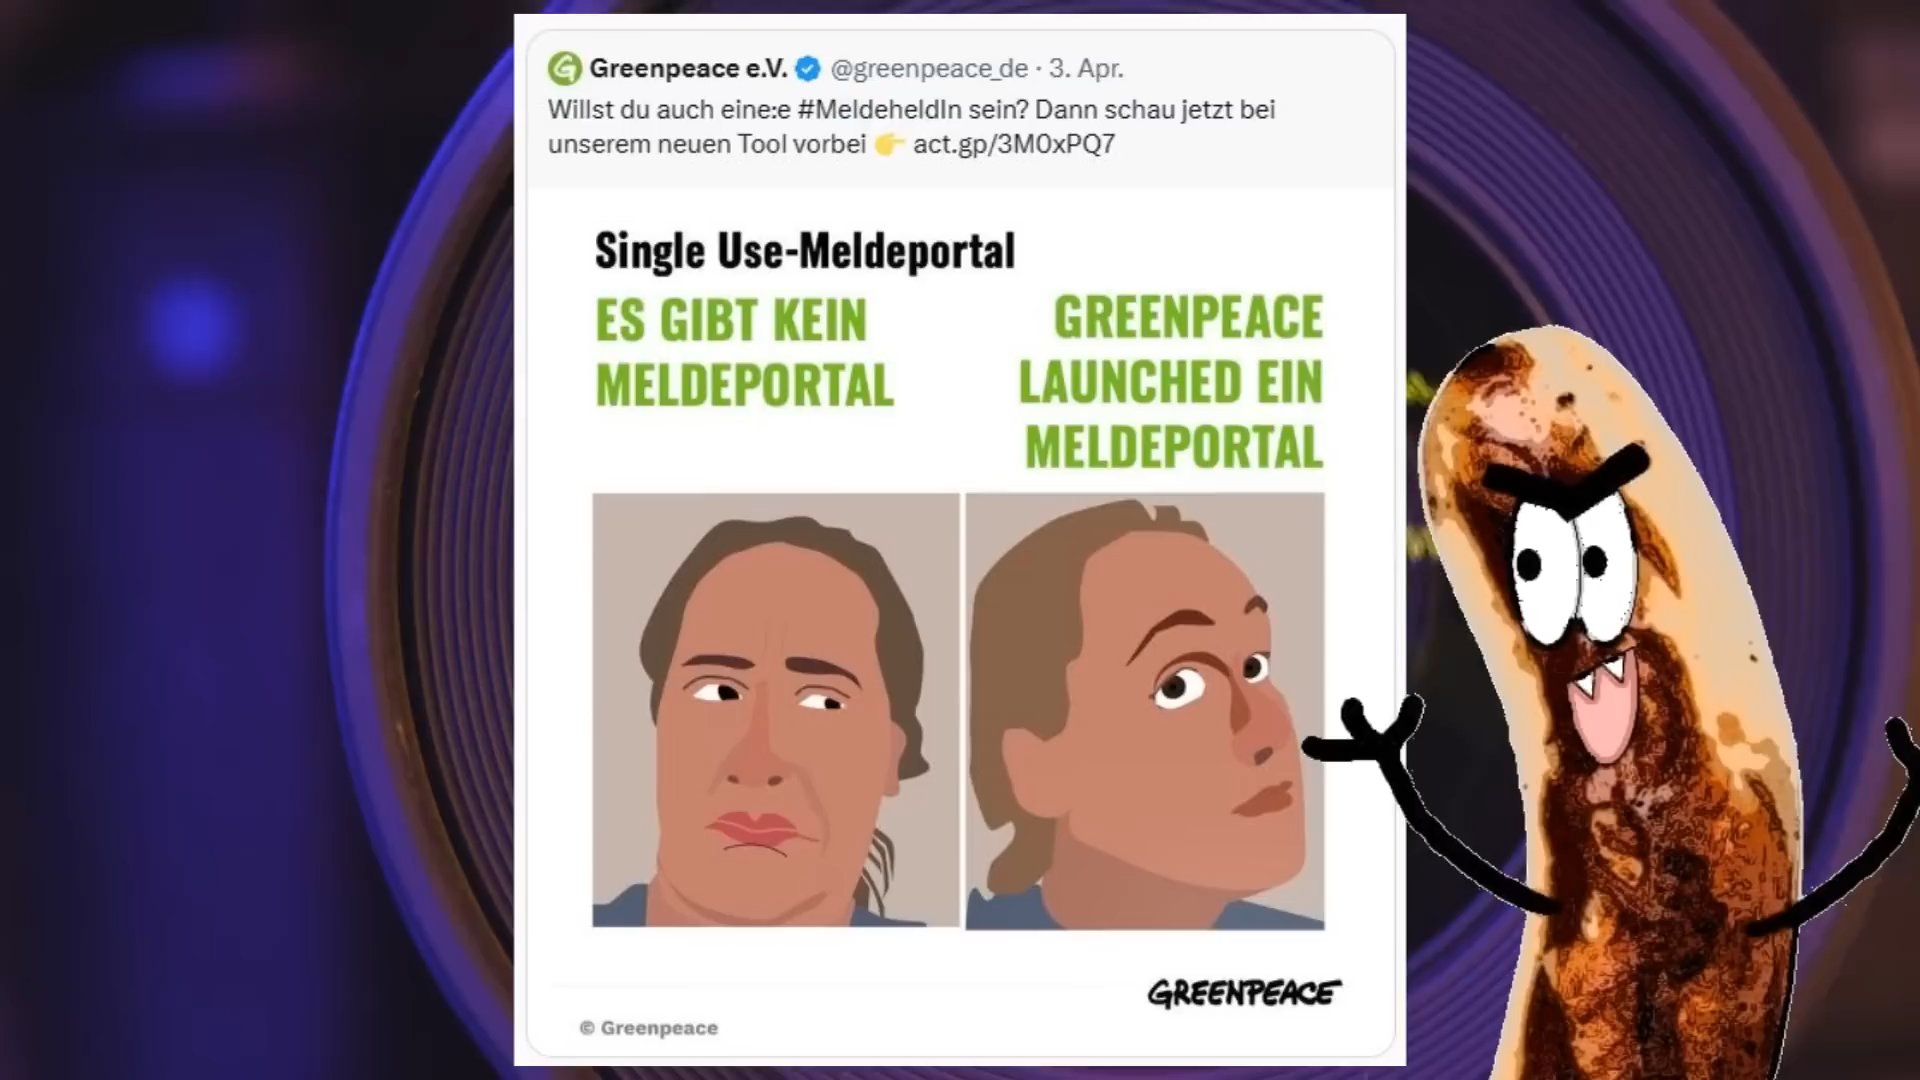 Greenpeace e.V. @greenpeace_de · 3. Apr.
Willst du auch eine:e #MeldeheldIn sein? Dann schau jetzt bei
unserem neuen Tool vorbei 👉 act.gp/3M0xPQ7
Single Use-Meldeportal
ES GIBT KEIN
MELDEPORTAL
GREENPEACE
LAUNCHED EIN
MELDEPORTAL
GREENPEACE
© Greenpeace